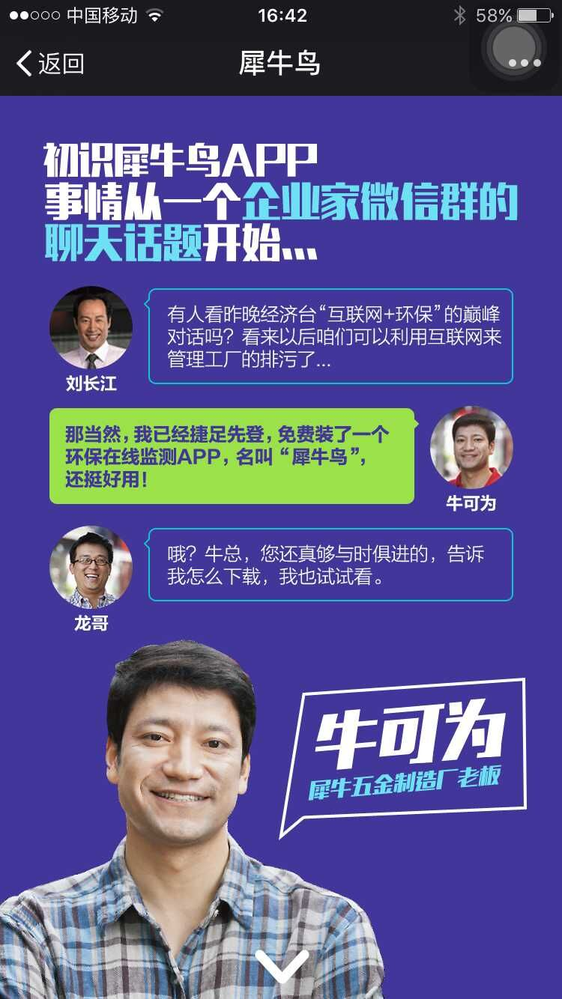 中国移动 16:42 58%
返回 犀牛鸟
初识犀牛鸟APP
事情从一个企业家微信群的
聊天话题开始...
有人看昨晚经济台“互联网+环保”的巅峰
对话吗？看来以后咱们可以利用互联网来
管理工厂的排污了...
刘长江
那当然，我已经捷足先登，免费装了一个
环保在线监测APP，名叫“犀牛鸟”，
还挺好用！
牛可为
哦？牛总，您还真够与时俱进的，告诉
我怎么下载，我也试试看。
龙哥
牛可为
犀牛五金制造厂老板